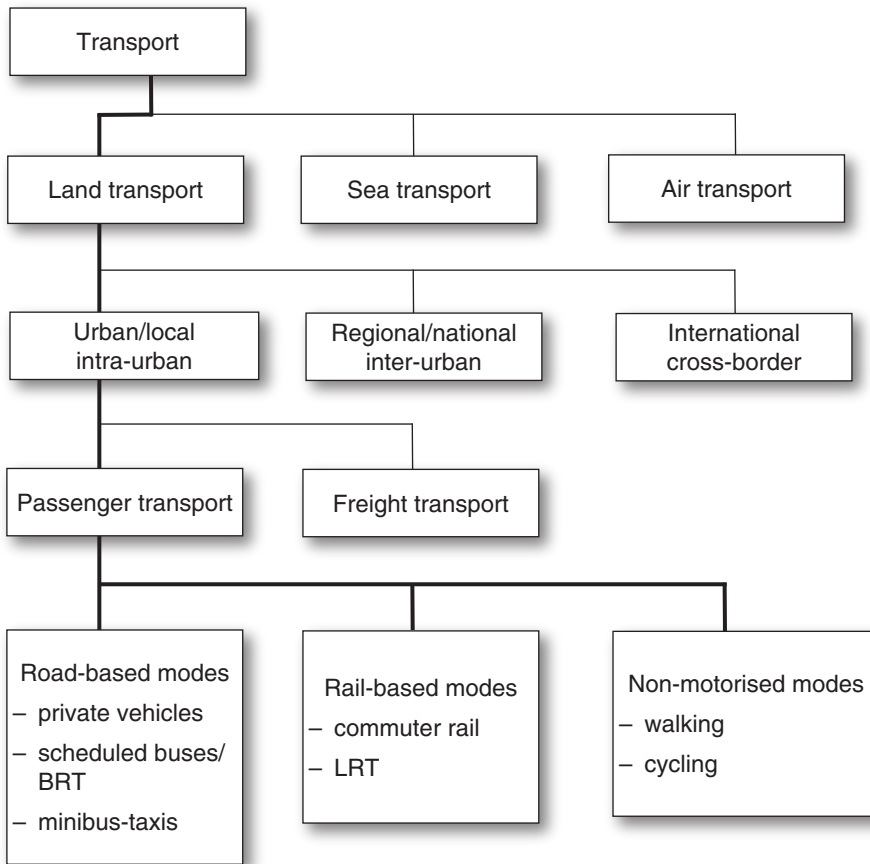 Transport
Land transport
Sea transport
Air transport
Urban/local
intra-urban
Regional/national
inter-urban
International
cross-border
Passenger transport
Freight transport
Road-based modes
– private vehicles
– scheduled buses/
BRT
– minibus-taxis
Rail-based modes
– commuter rail
– LRT
Non-motorised modes
– walking
– cycling